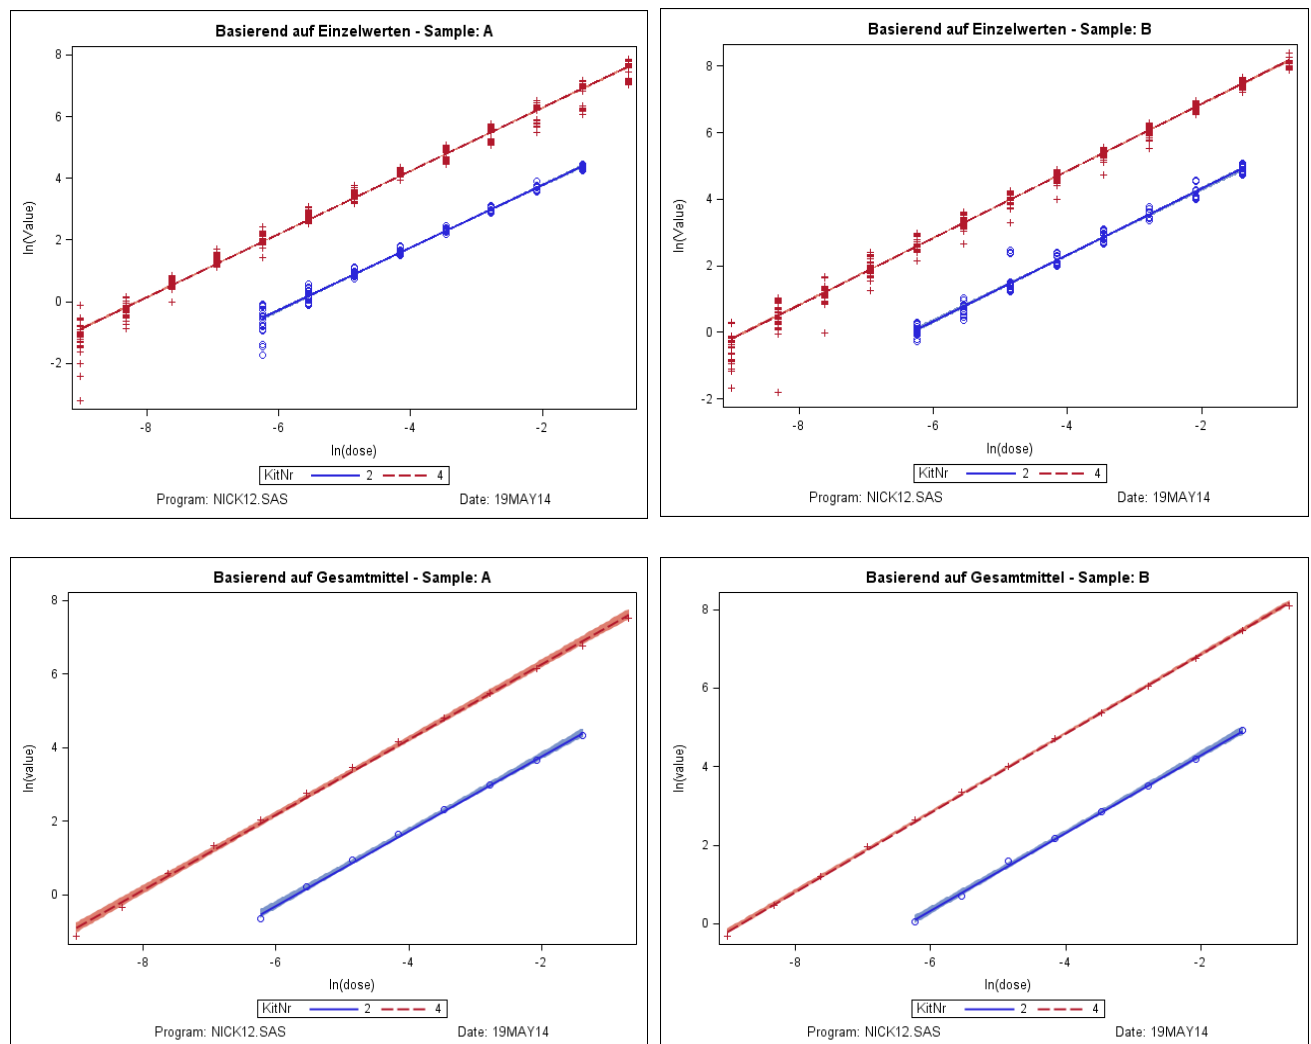 Basierend auf Einzelwerten - Sample: A
8
6
4
2
0
-2
ln(Value)
-8 -6 -4 -2
ln(dose)
KitNr 2 4
Program: NICK12.SAS Date: 19MAY14
Basierend auf Einzelwerten - Sample: B
8
6
4
2
0
-2
ln(Value)
-8 -6 -4 -2
ln(dose)
KitNr 2 4
Program: NICK12.SAS Date: 19MAY14
Basierend auf Gesamtmittel - Sample: A
8
6
4
2
0
ln(value)
-8 -6 -4 -2
ln(dose)
KitNr 2 4
Program: NICK12.SAS Date: 19MAY14
Basierend auf Gesamtmittel - Sample: B
8
6
4
2
0
ln(value)
-8 -6 -4 -2
ln(dose)
KitNr 2 4
Program: NICK12.SAS Date: 19MAY14